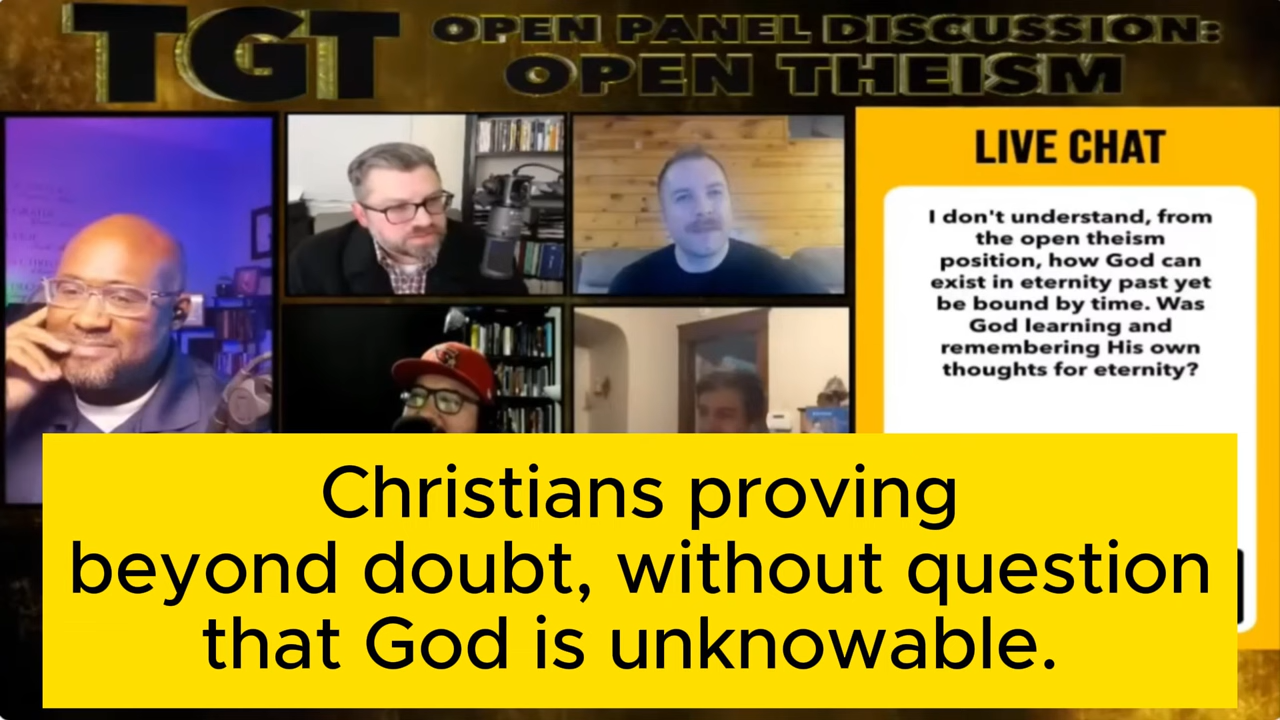 TGT
OPEN PANEL DISCUSSION:
OPEN THEISM
LIVE CHAT
I don't understand, from
the open theism
position, how God can
exist in eternity past yet
be bound by time. Was
God learning and
remembering His own
thoughts for eternity?
Christians proving
beyond doubt, without question
that God is unknowable.